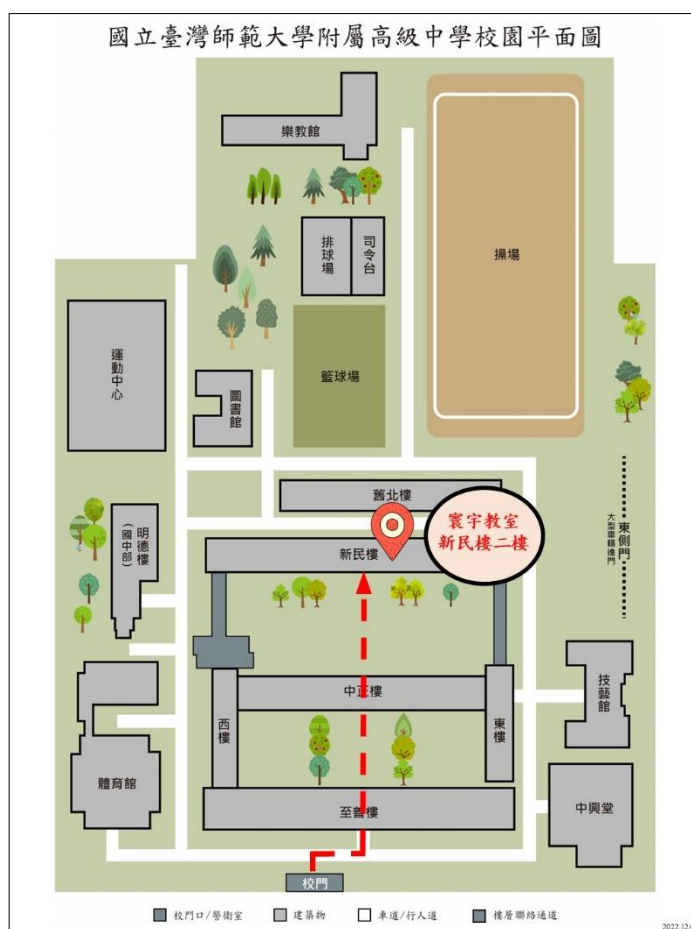 國立臺灣師範大學附屬高級中學校園平面圖
樂教館
排球場
司令台
操場
運動中心
圖書館
籃球場
舊北樓
寰宇教室
新民樓二樓
新民樓
明德樓
(國中部)
東側門
大型車輛進門
技藝館
中正樓
西樓
東樓
體育館
至善樓
中興堂
校門
校門口/警衛室
建築物
車道/行人道
樓層聯絡通道